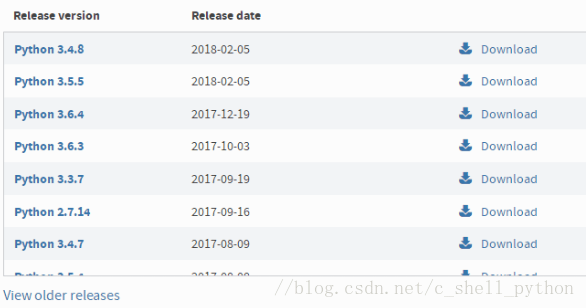 Release version Release date
Python 3.4.8 2018-02-05 Download
Python 3.5.5 2018-02-05 Download
Python 3.6.4 2017-12-19 Download
Python 3.6.3 2017-10-03 Download
Python 3.3.7 2017-09-19 Download
Python 2.7.14 2017-09-16 Download
Python 3.4.7 2017-08-09 Download
Download
View older releases
//blog.csdn.net/c_shell_python